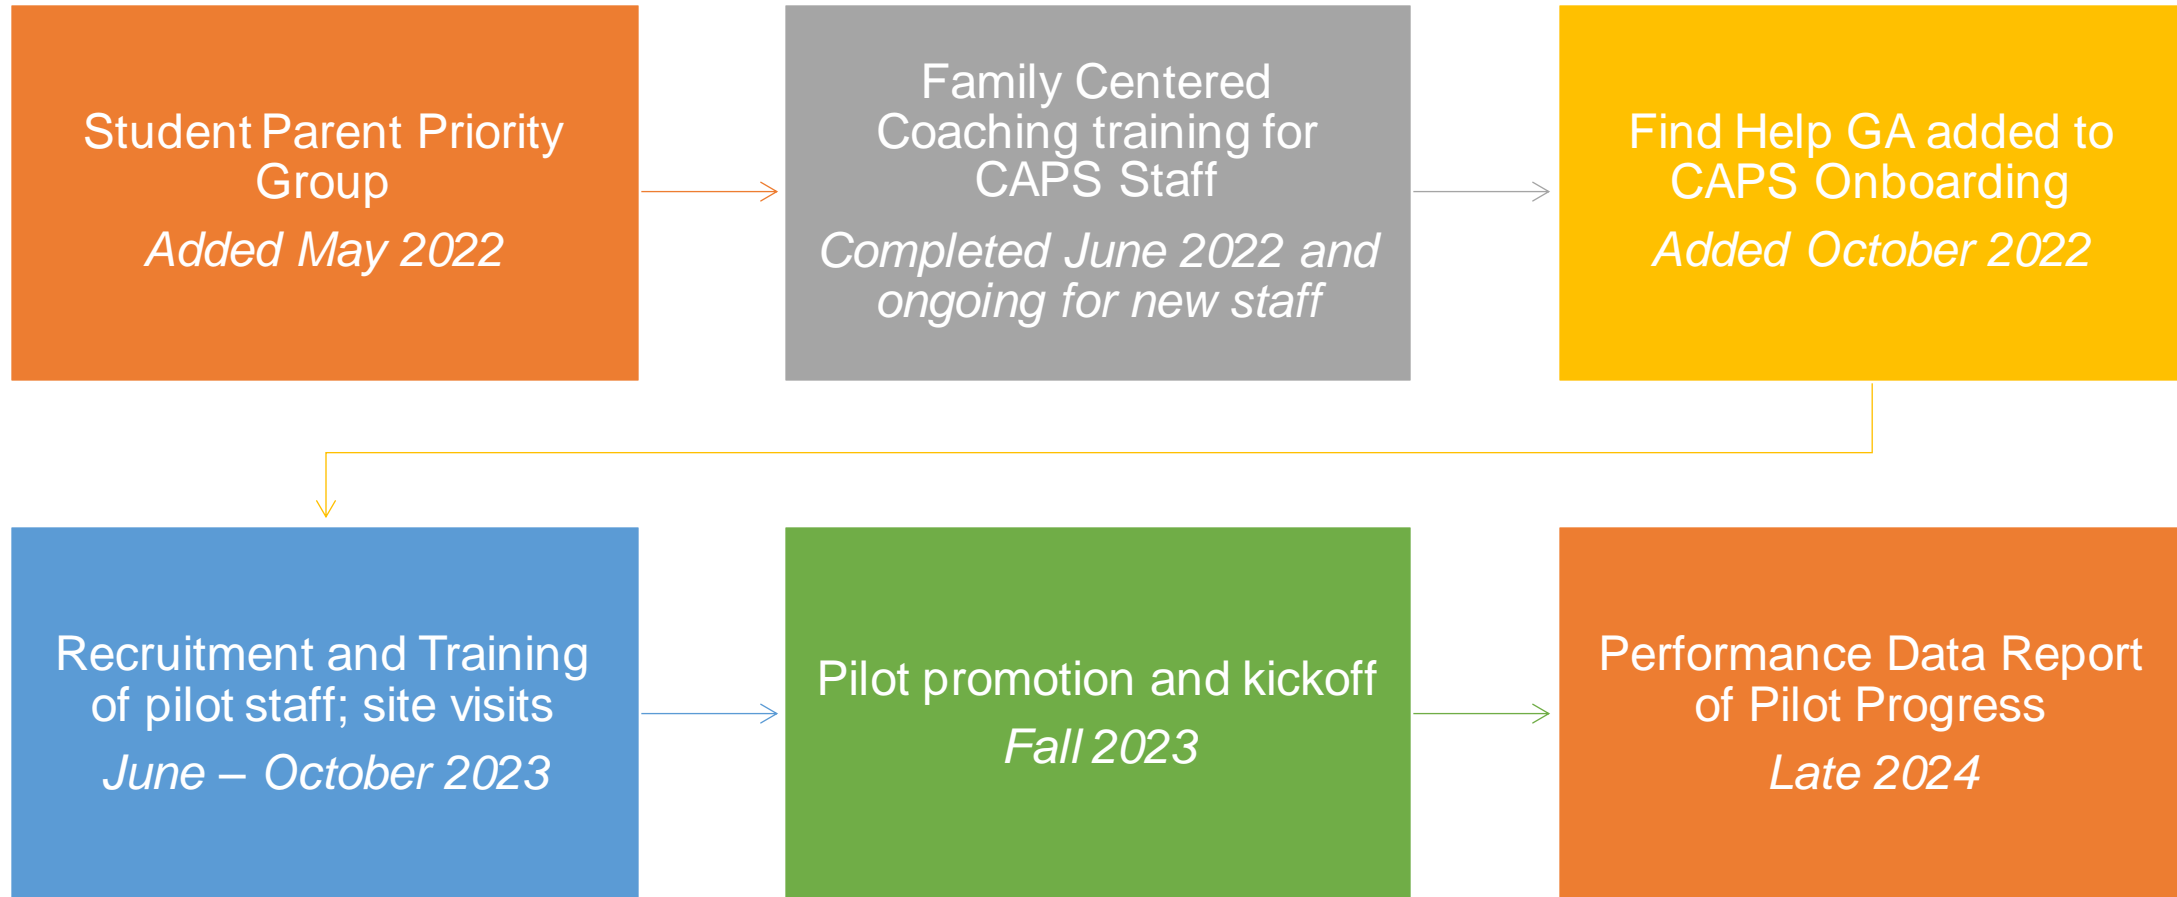 Student Parent Priority
Group
Added May 2022
Family Centered
Coaching training for
CAPS Staff
Completed June 2022 and
ongoing for new staff
Find Help GA added to
CAPS Onboarding
Added October 2022
Recruitment and Training
of pilot staff; site visits
June – October 2023
Pilot promotion and kickoff
Fall 2023
Performance Data Report
of Pilot Progress
Late 2024